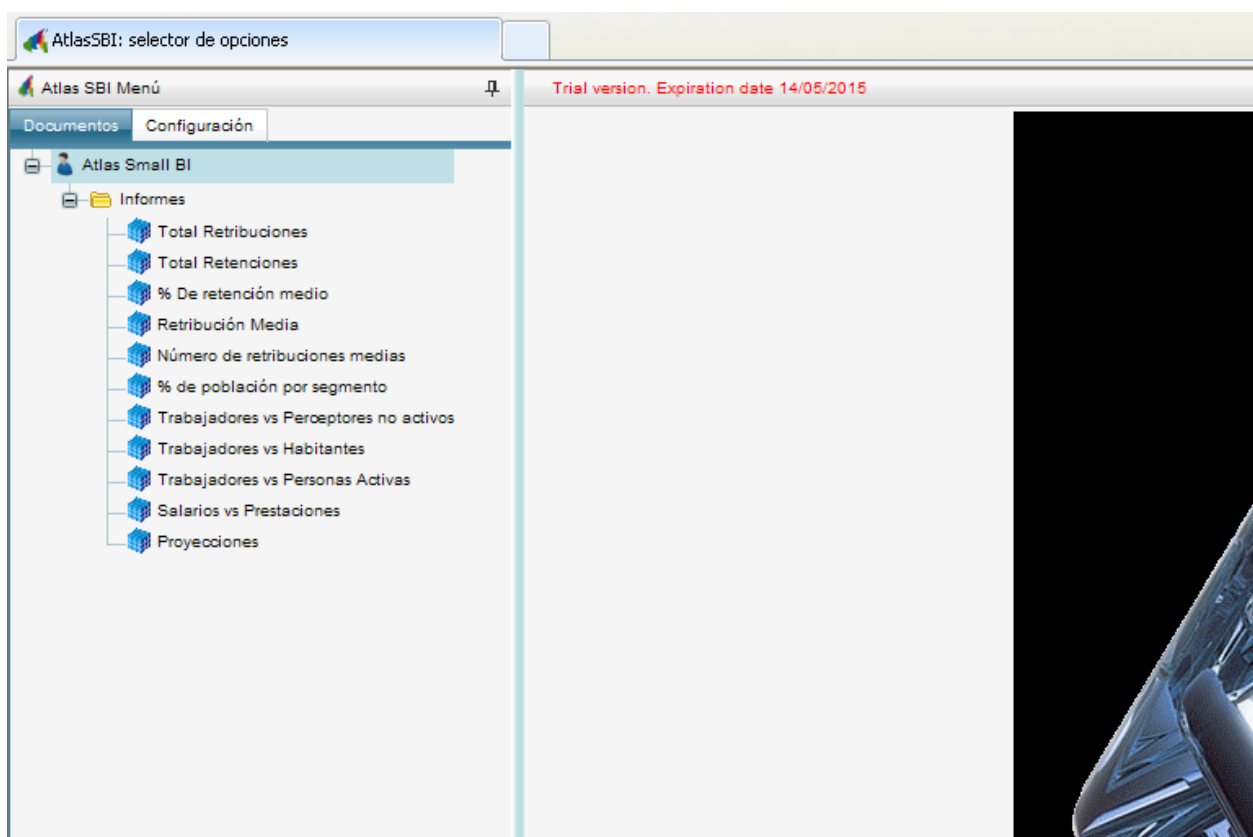 AtlasSBI: selector de opciones
Atlas SBI Menú
Trial version. Expiration date 14/05/2015
Documentos
Configuración
Atlas Small BI
Informes
Total Retribuciones
Total Retenciones
% De retención medio
Retribución Media
Número de retribuciones medias
% de población por segmento
Trabajadores vs Perceptores no activos
Trabajadores vs Habitantes
Trabajadores vs Personas Activas
Salarios vs Prestaciones
Proyecciones